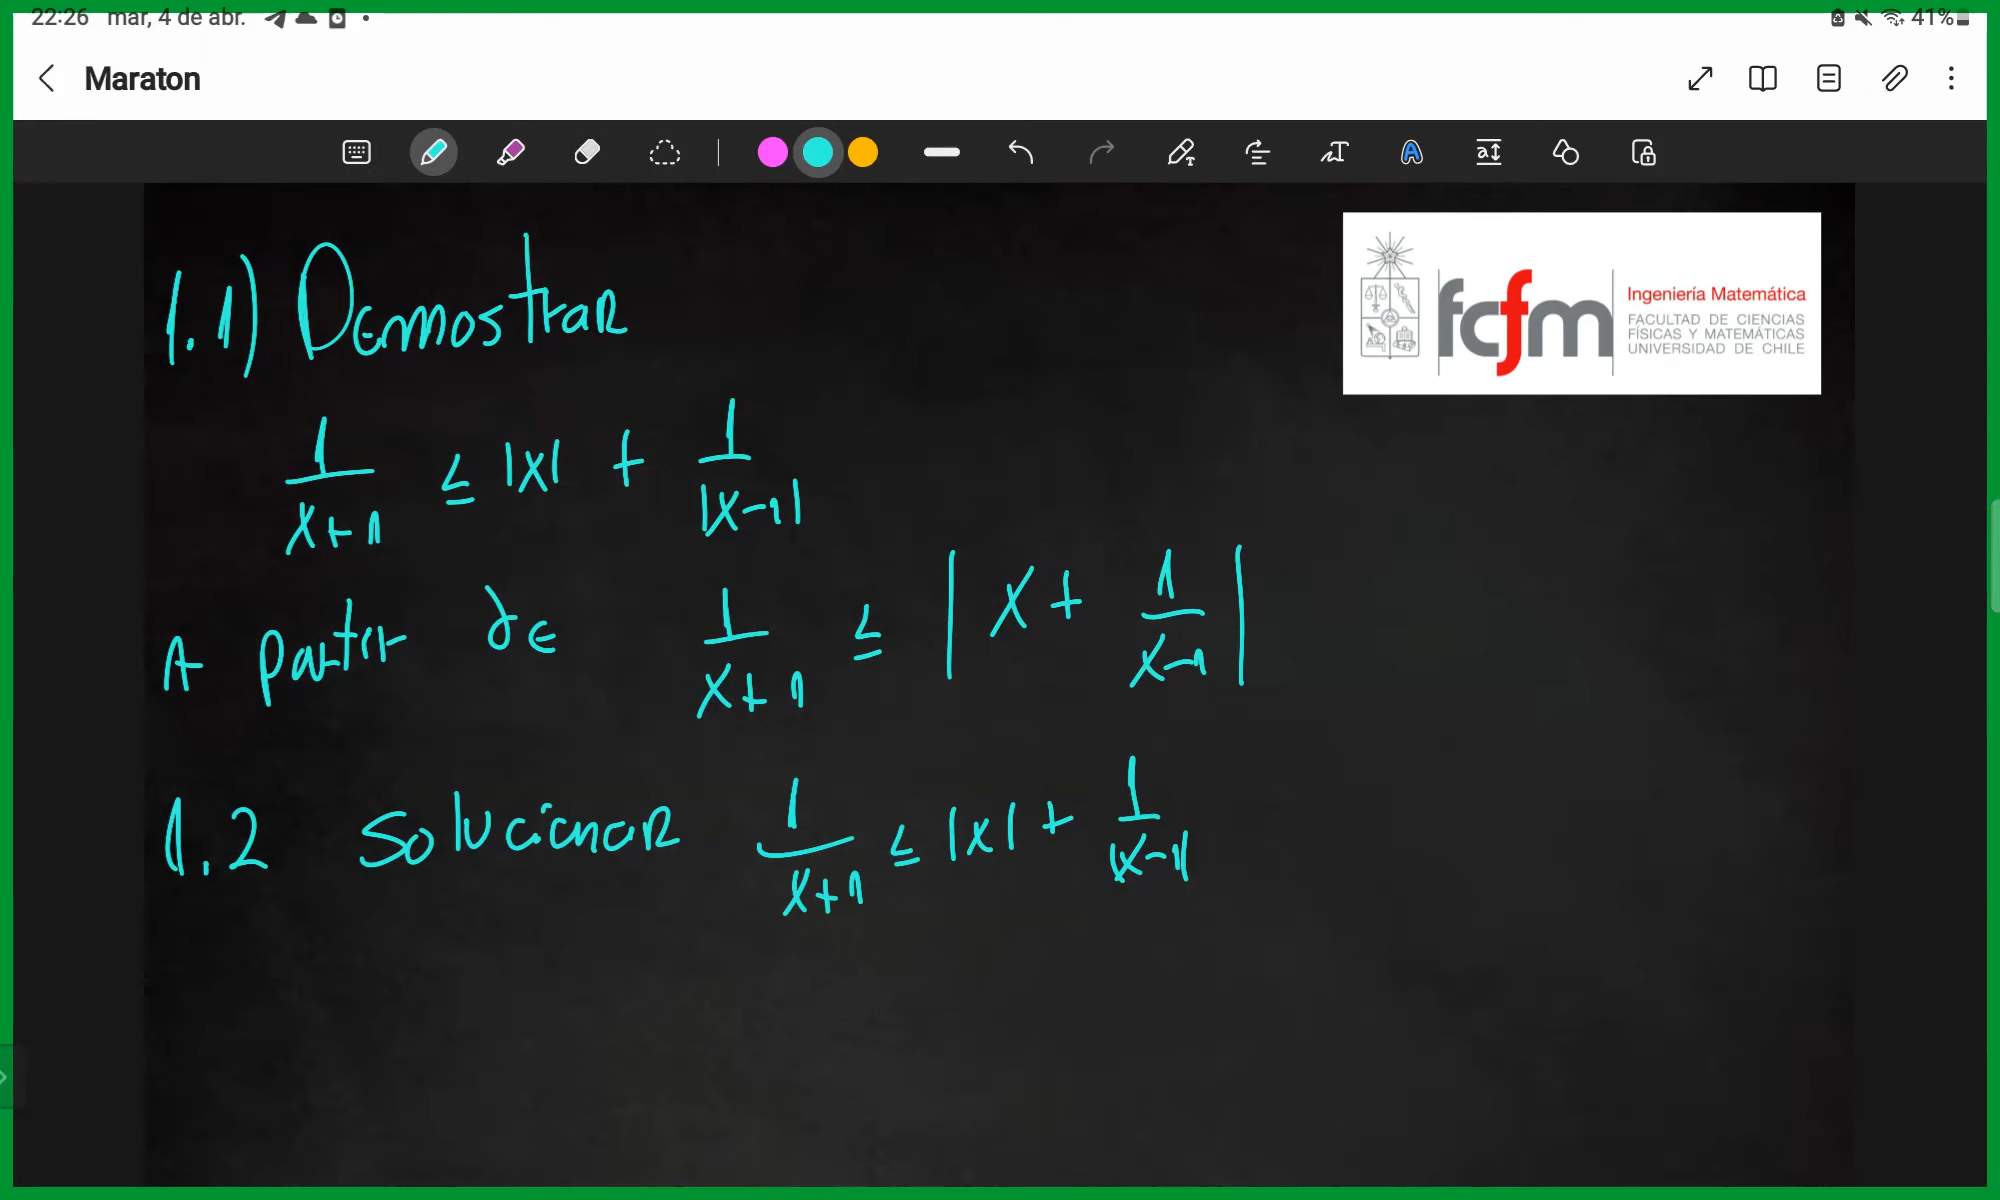 22:26 mar, 4 de abr. 41%
Maraton
1.1) Demostrar
fcfm
Ingeniería Matemática
FACULTAD DE CIENCIAS
FÍSICAS Y MATEMÁTICAS
UNIVERSIDAD DE CHILE
1/(x+1) ≤ |x| + 1/|x-1|
A partir de 1/(x+1) ≤ |x + 1/(x-1)|
1.2 Solucionar 1/(x+1) ≤ |x| + 1/|x-1|